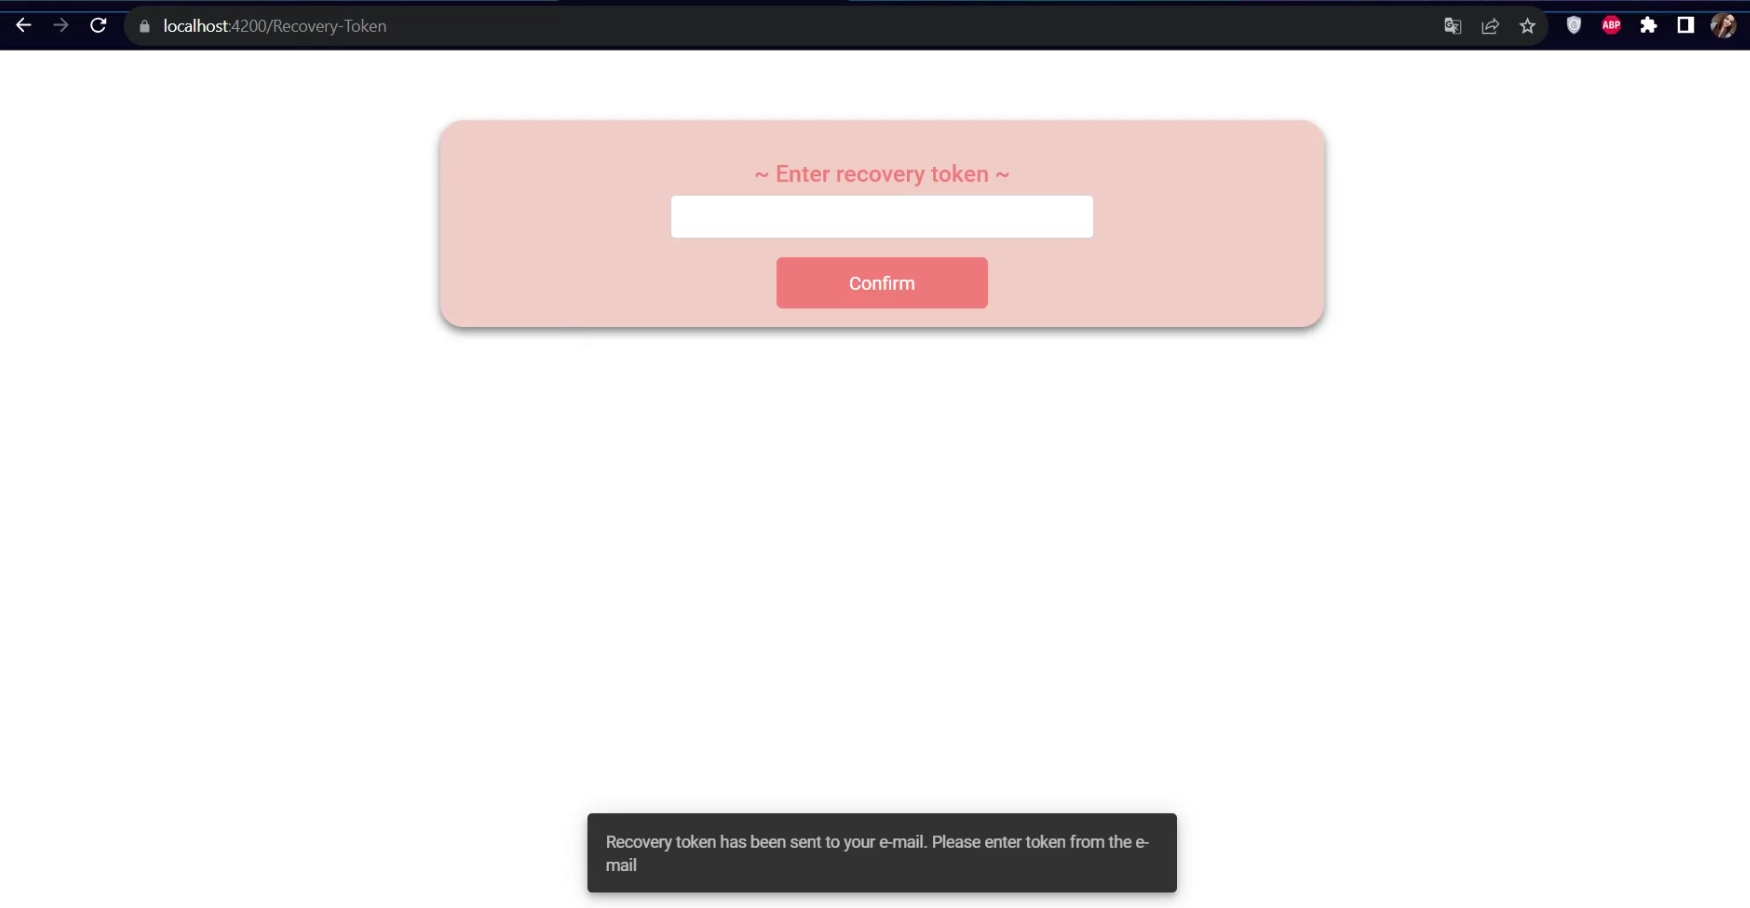 localhost:4200/Recovery-Token
ABP
~ Enter recovery token ~
Confirm
Recovery token has been sent to your e-mail. Please enter token from the e-
mail